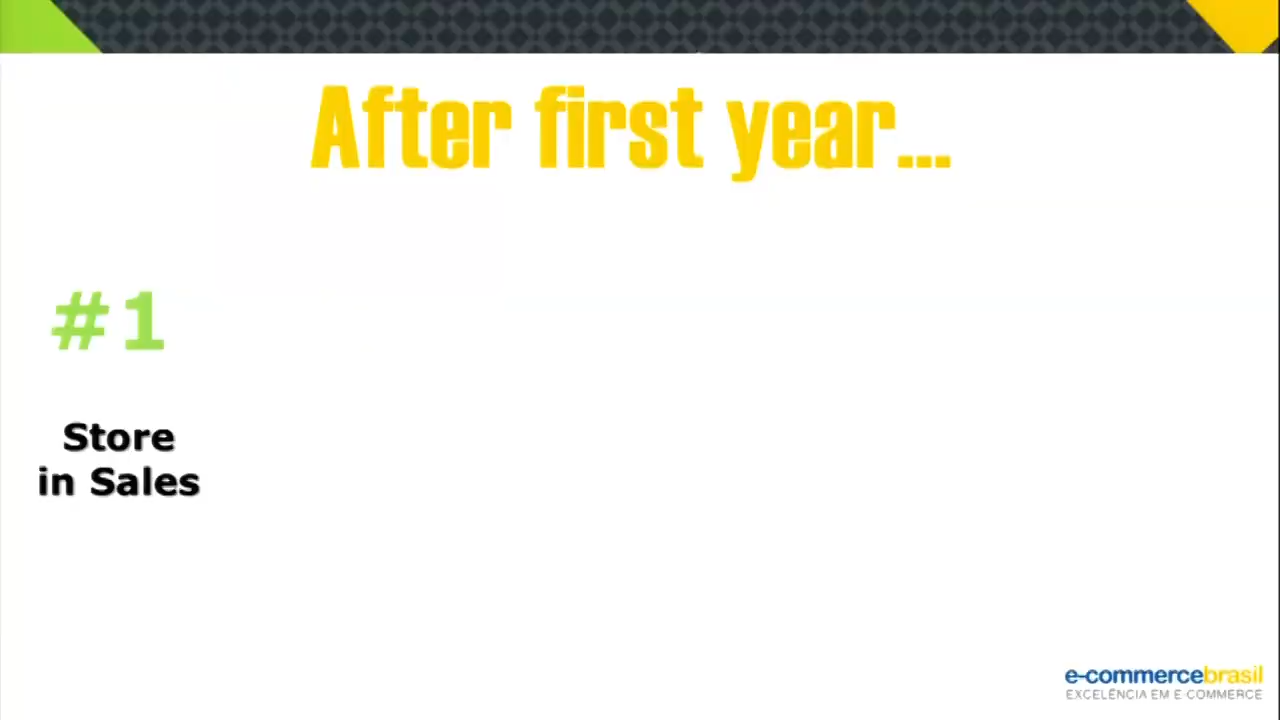 After first year...
#1
Store
in Sales
e-commercebrasil
EXCELÊNCIA EM E COMMERCE